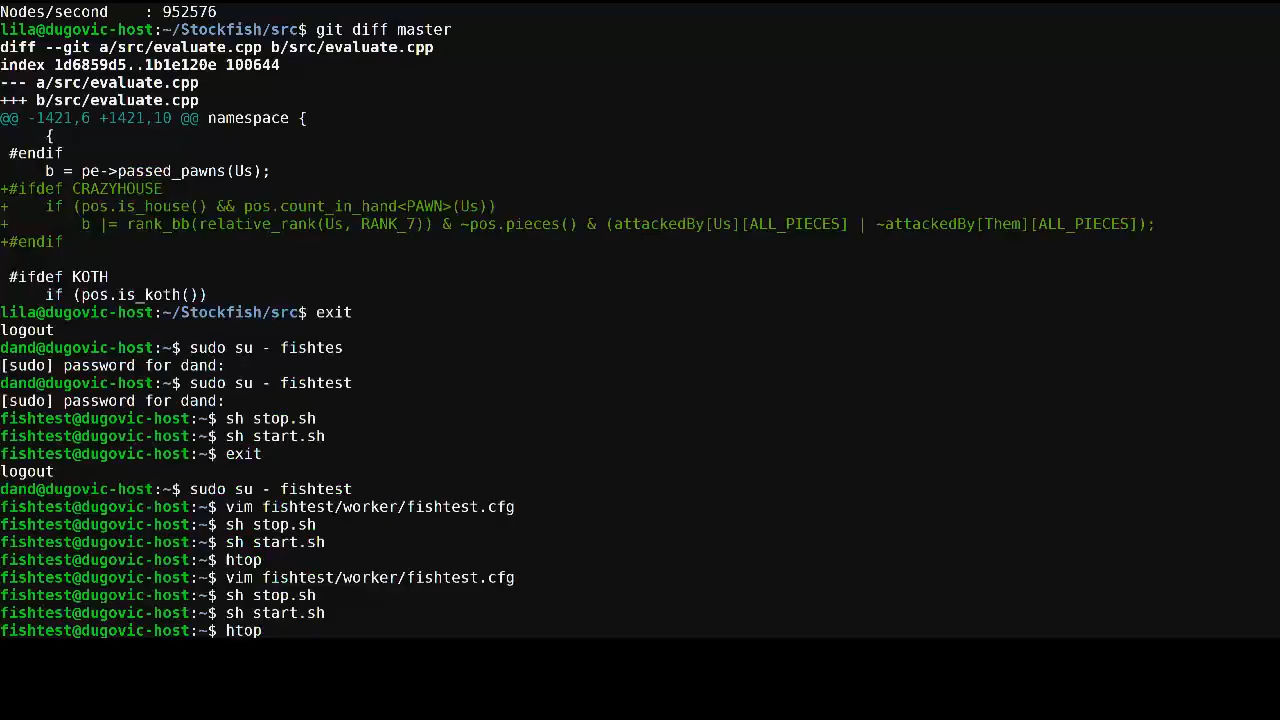 Nodes/second    : 952576
lila@dugovic-host:~/Stockfish/src$ git diff master
diff --git a/src/evaluate.cpp b/src/evaluate.cpp
index 1d6859d5..1b1e120e 100644
--- a/src/evaluate.cpp
+++ b/src/evaluate.cpp
@@ -1421,6 +1421,10 @@ namespace {
     {
 #endif
     b = pe->passed_pawns(Us);
+#ifdef CRAZYHOUSE
+    if (pos.is_house() && pos.count_in_hand<PAWN>(Us))
+        b |= rank_bb(relative_rank(Us, RANK_7)) & ~pos.pieces() & (attackedBy[Us][ALL_PIECES] | ~attackedBy[Them][ALL_PIECES]);
+#endif
 #ifdef KOTH
     if (pos.is_koth())
lila@dugovic-host:~/Stockfish/src$ exit
logout
dand@dugovic-host:~$ sudo su - fishtes
[sudo] password for dand:
dand@dugovic-host:~$ sudo su - fishtest
[sudo] password for dand:
fishtest@dugovic-host:~$ sh stop.sh
fishtest@dugovic-host:~$ sh start.sh
fishtest@dugovic-host:~$ exit
logout
dand@dugovic-host:~$ sudo su - fishtest
fishtest@dugovic-host:~$ vim fishtest/worker/fishtest.cfg
fishtest@dugovic-host:~$ sh stop.sh
fishtest@dugovic-host:~$ sh start.sh
fishtest@dugovic-host:~$ htop
fishtest@dugovic-host:~$ vim fishtest/worker/fishtest.cfg
fishtest@dugovic-host:~$ sh stop.sh
fishtest@dugovic-host:~$ sh start.sh
fishtest@dugovic-host:~$ htop